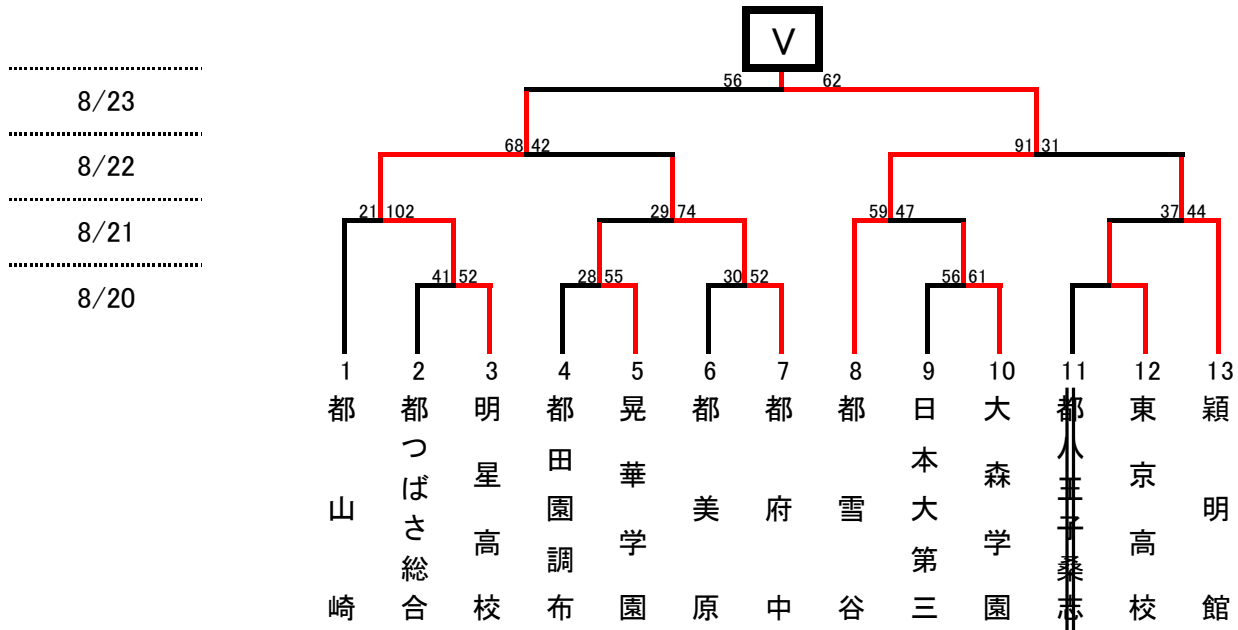 V
56 62
8/23
68 42 91 31
8/22
21 102 29 74 59 47 37 44
8/21
41 52 28 55 30 52 56 61
8/20
1 2 3 4 5 6 7 8 9 10 11 12 13
都山崎
都つばさ総合
明星高校
都田園調布
晃華学園
都美原
都府中
都雪谷
日本大第三
大森学園
都八王子桑志
東京高校
穎明館